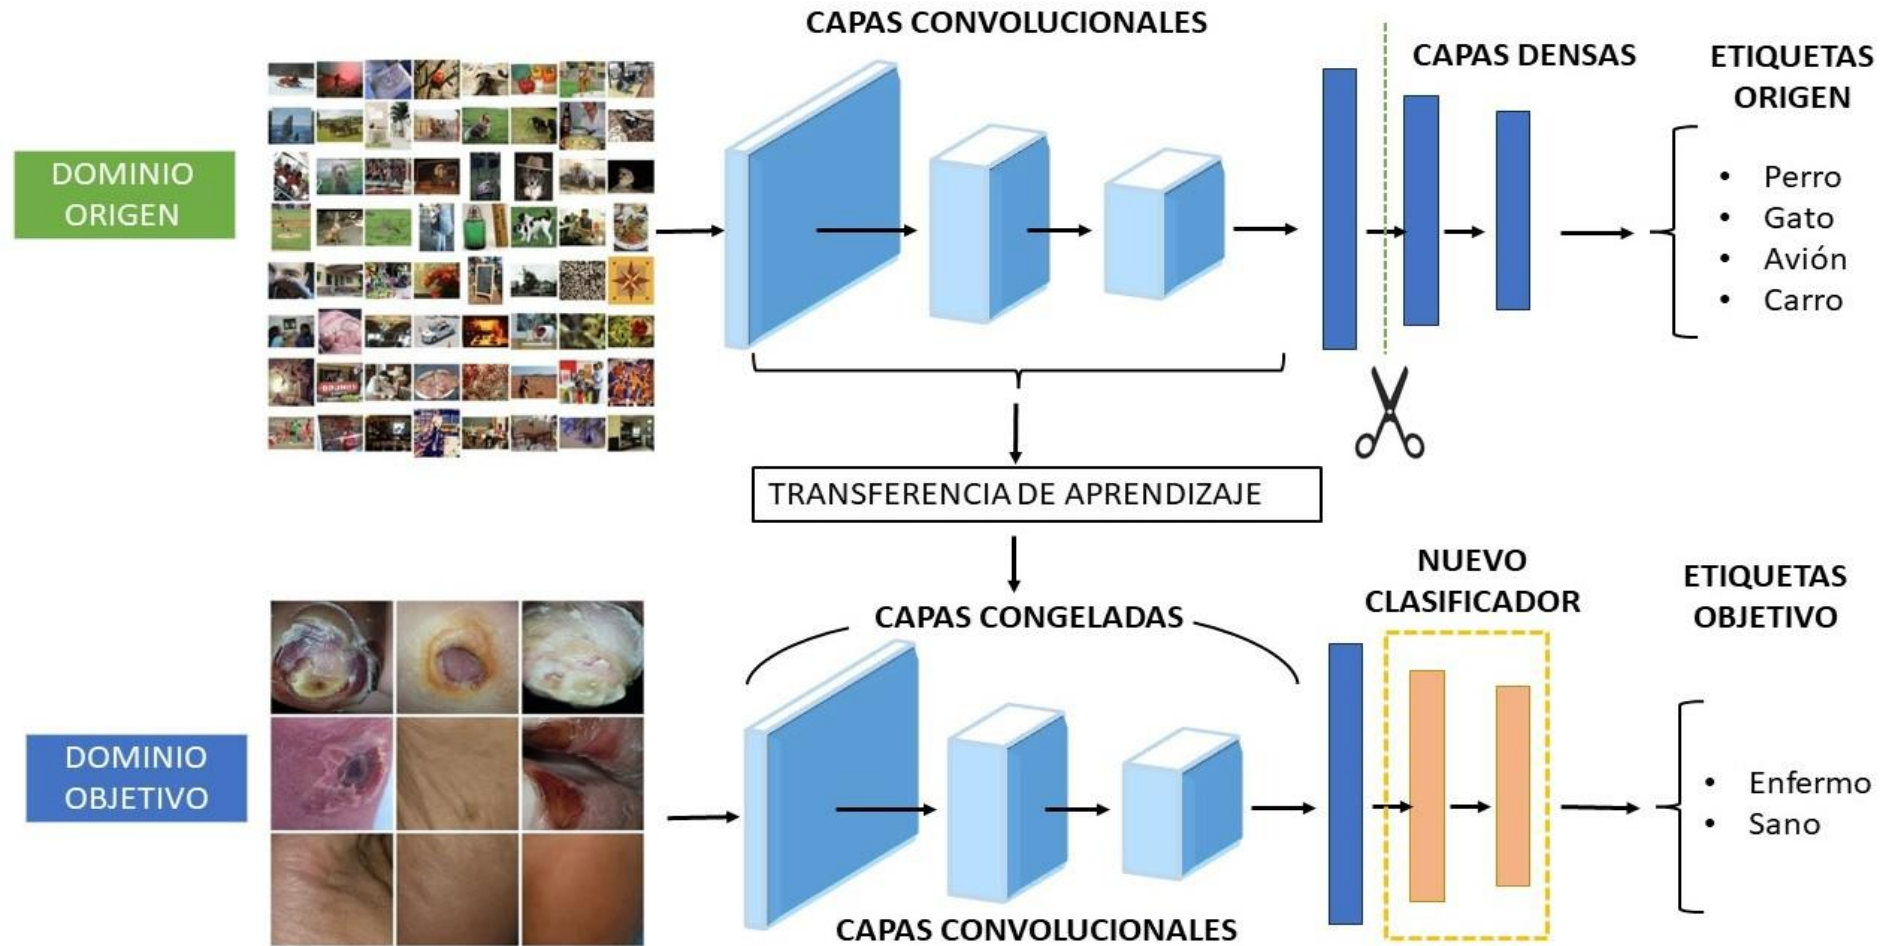 CAPAS CONVOLUCIONALES
CAPAS DENSAS
ETIQUETAS
ORIGEN
DOMINIO
ORIGEN
• Perro
• Gato
• Avión
• Carro
TRANSFERENCIA DE APRENDIZAJE
CAPAS CONGELADAS
NUEVO
CLASIFICADOR
ETIQUETAS
OBJETIVO
DOMINIO
OBJETIVO
• Enfermo
• Sano
CAPAS CONVOLUCIONALES